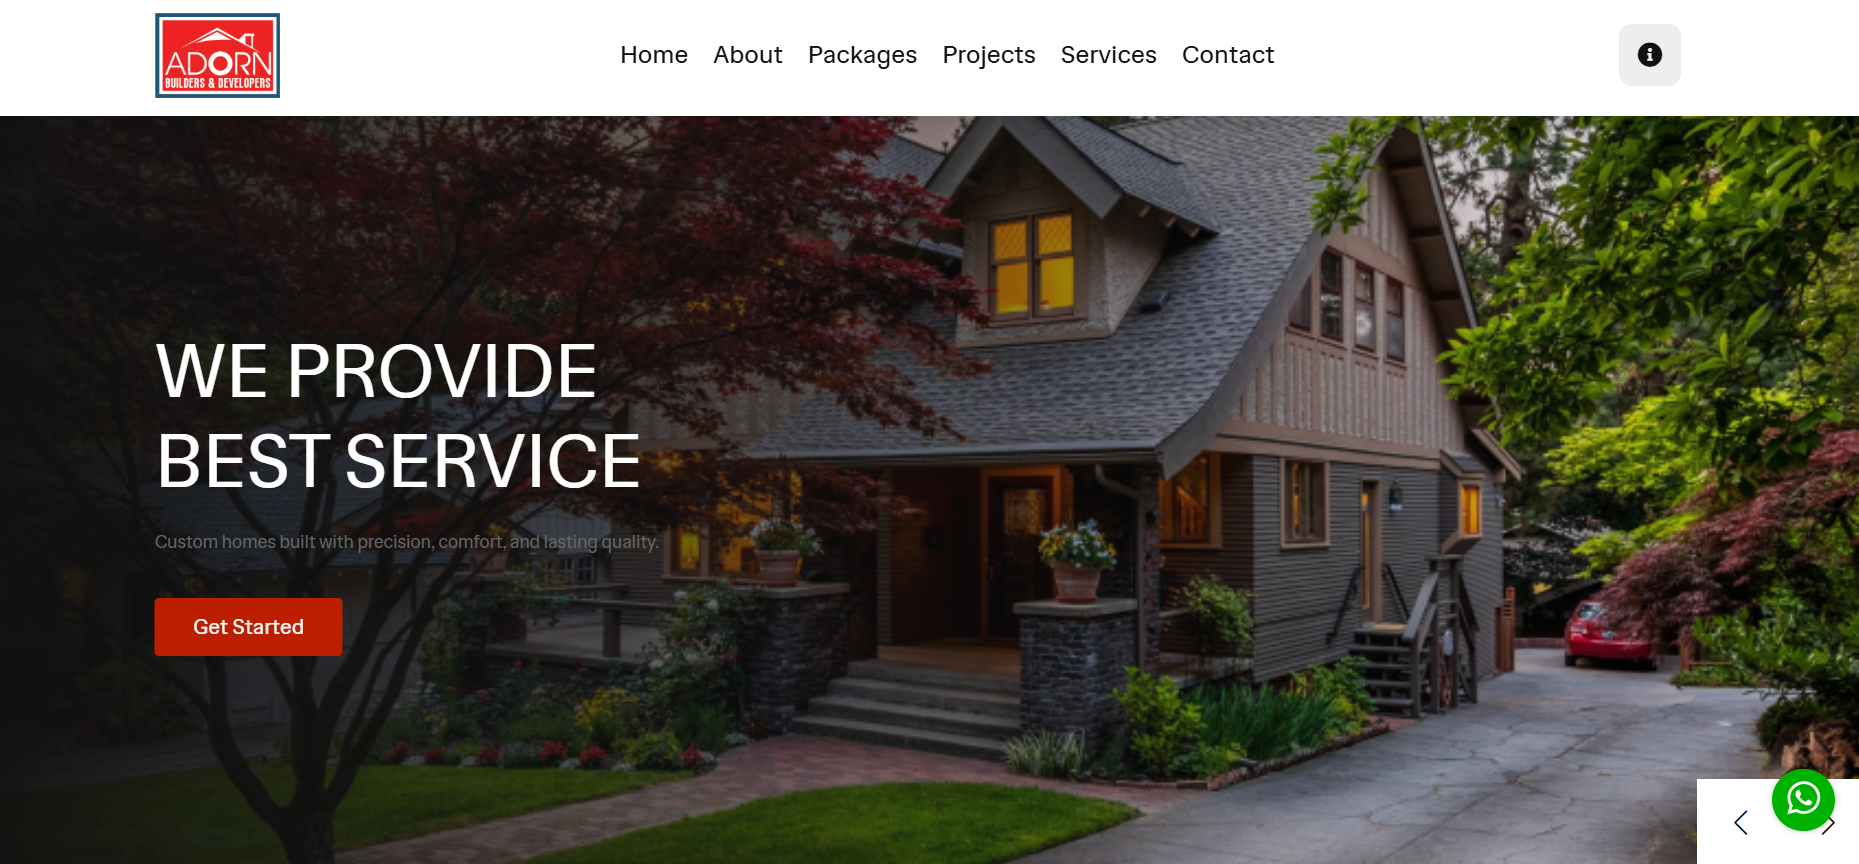 ADORN
BUILDERS & DEVELOPERS
Home About Packages Projects Services Contact
WE PROVIDE
BEST SERVICE
Custom homes built with precision, comfort, and lasting quality.
Get Started